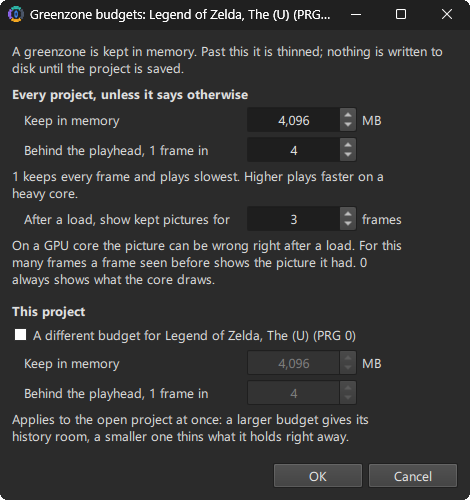 Greenzone budgets: Legend of Zelda, The (U) (PRG...
A greenzone is kept in memory. Past this it is thinned; nothing is written to
disk until the project is saved.
Every project, unless it says otherwise
Keep in memory 4,096 MB
Behind the playhead, 1 frame in 4
1 keeps every frame and plays slowest. Higher plays faster on a
heavy core.
After a load, show kept pictures for 3 frames
On a GPU core the picture can be wrong right after a load. For this
many frames a frame seen before shows the picture it had. 0
always shows what the core draws.
This project
A different budget for Legend of Zelda, The (U) (PRG 0)
Keep in memory 4,096 MB
Behind the playhead, 1 frame in 4
Applies to the open project at once: a larger budget gives its
history room, a smaller one thins what it holds right away.
OK Cancel